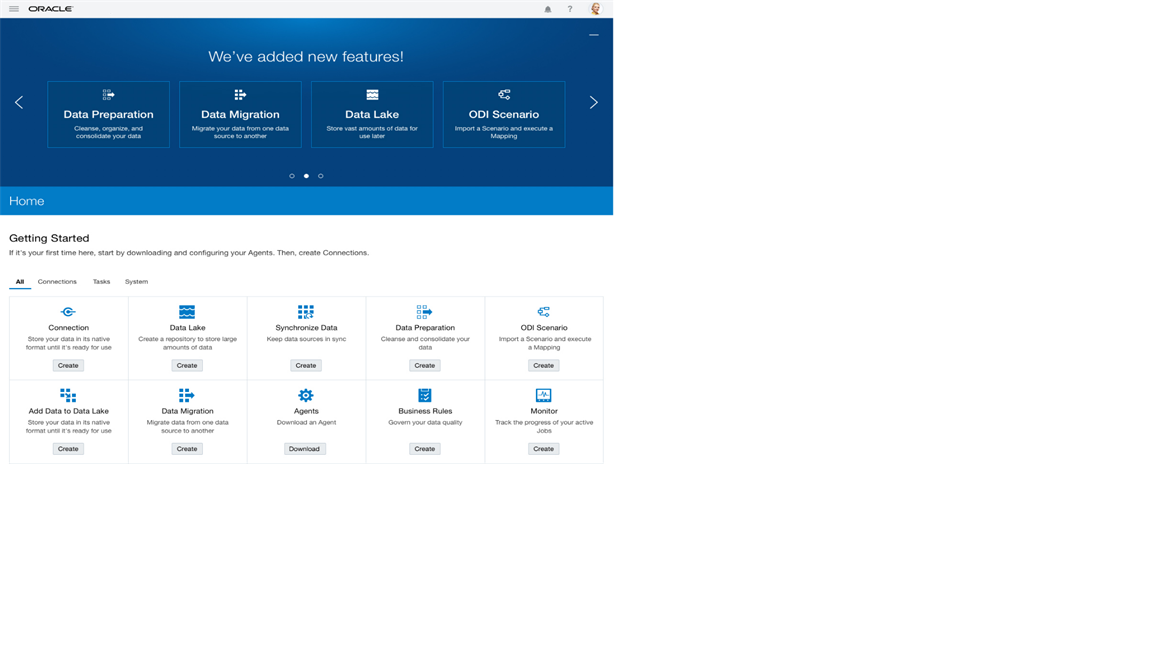 ORACLE
?
We've added new features!
Data Preparation
Cleanse, organize, and
consolidate your data
Data Migration
Migrate your data from one data
source to another
Data Lake
Store vast amounts of data for
use later
ODI Scenario
Import a Scenario and execute a
Mapping
Home
Getting Started
If it's your first time here, start by downloading and configuring your Agents. Then, create Connections.
All Connections Tasks System
Connection
Store your data in its native
format until it's ready for use
Create
Data Lake
Create a repository to store large
amounts of data
Create
Synchronize Data
Keep data sources in sync
Create
Data Preparation
Cleanse and consolidate your
data
Create
ODI Scenario
Import a Scenario and execute
a Mapping
Create
Add Data to Data Lake
Store your data in its native
format until it's ready for use
Create
Data Migration
Migrate data from one data
source to another
Create
Agents
Download an Agent
Download
Business Rules
Govern your data quality
Create
Monitor
Track the progress of your active
Jobs
Create